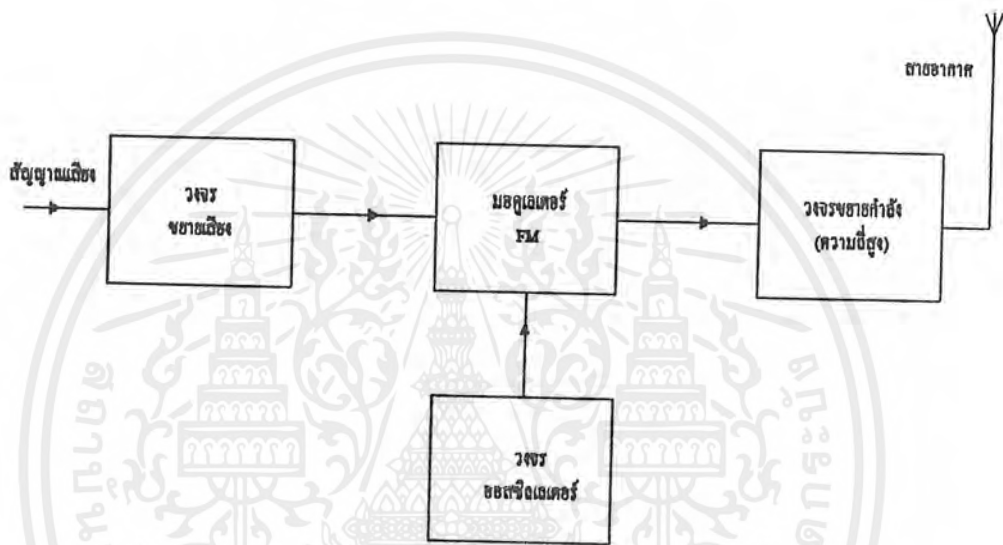 สายอากาศ
สัญญาณเสียง
วงจร
ขยายเสียง
มอดูเลเตอร์
FM
วงจรขยายกำลัง
(ความถี่สูง)
วงจร
ออสซิลเลเตอร์